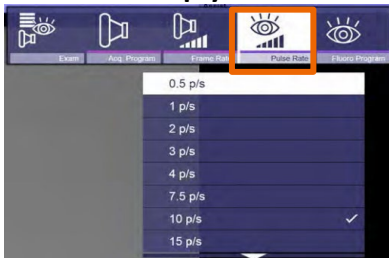 Exam
Acq. Program
Frame Rate
Pulse Rate
Fluoro Program
0.5 p/s
1 p/s
2 p/s
3 p/s
4 p/s
7.5 p/s
10 p/s
15 p/s